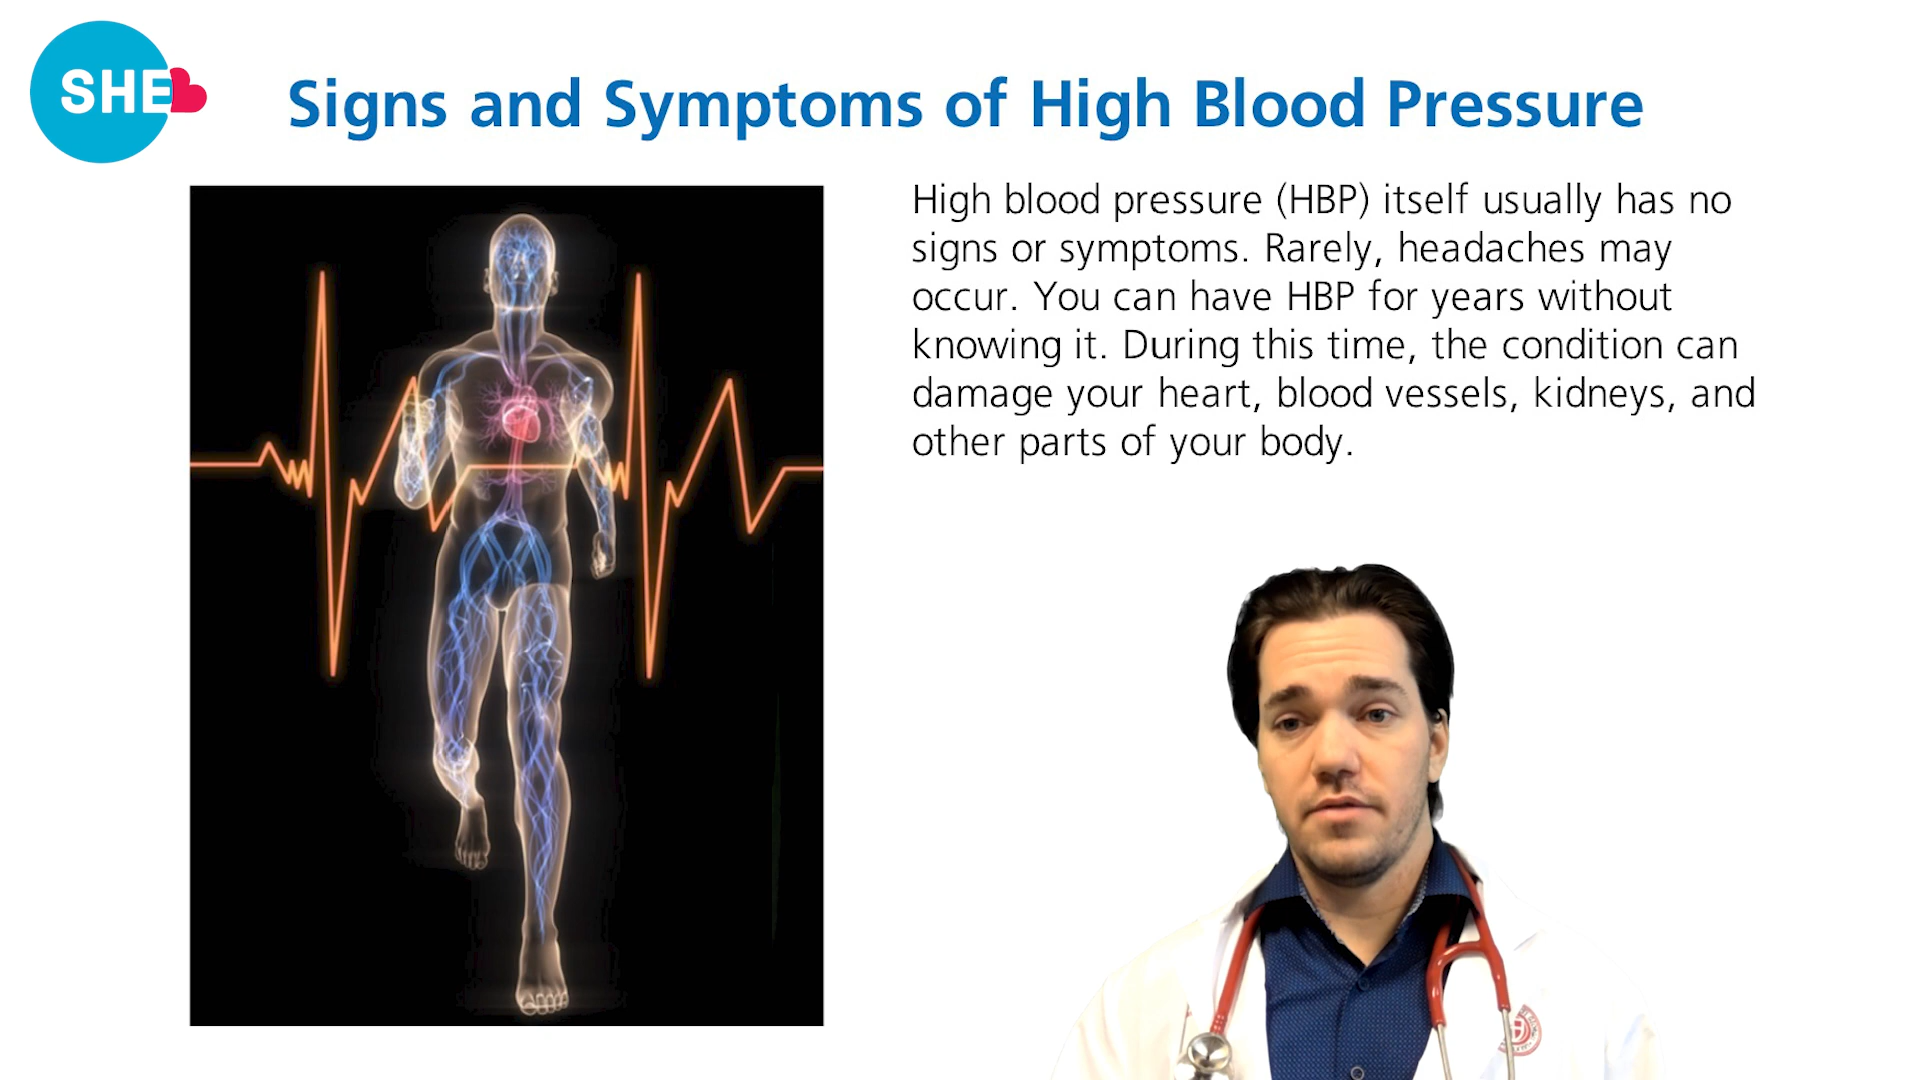 SHE
Signs and Symptoms of High Blood Pressure
High blood pressure (HBP) itself usually has no
signs or symptoms. Rarely, headaches may
occur. You can have HBP for years without
knowing it. During this time, the condition can
damage your heart, blood vessels, kidneys, and
other parts of your body.